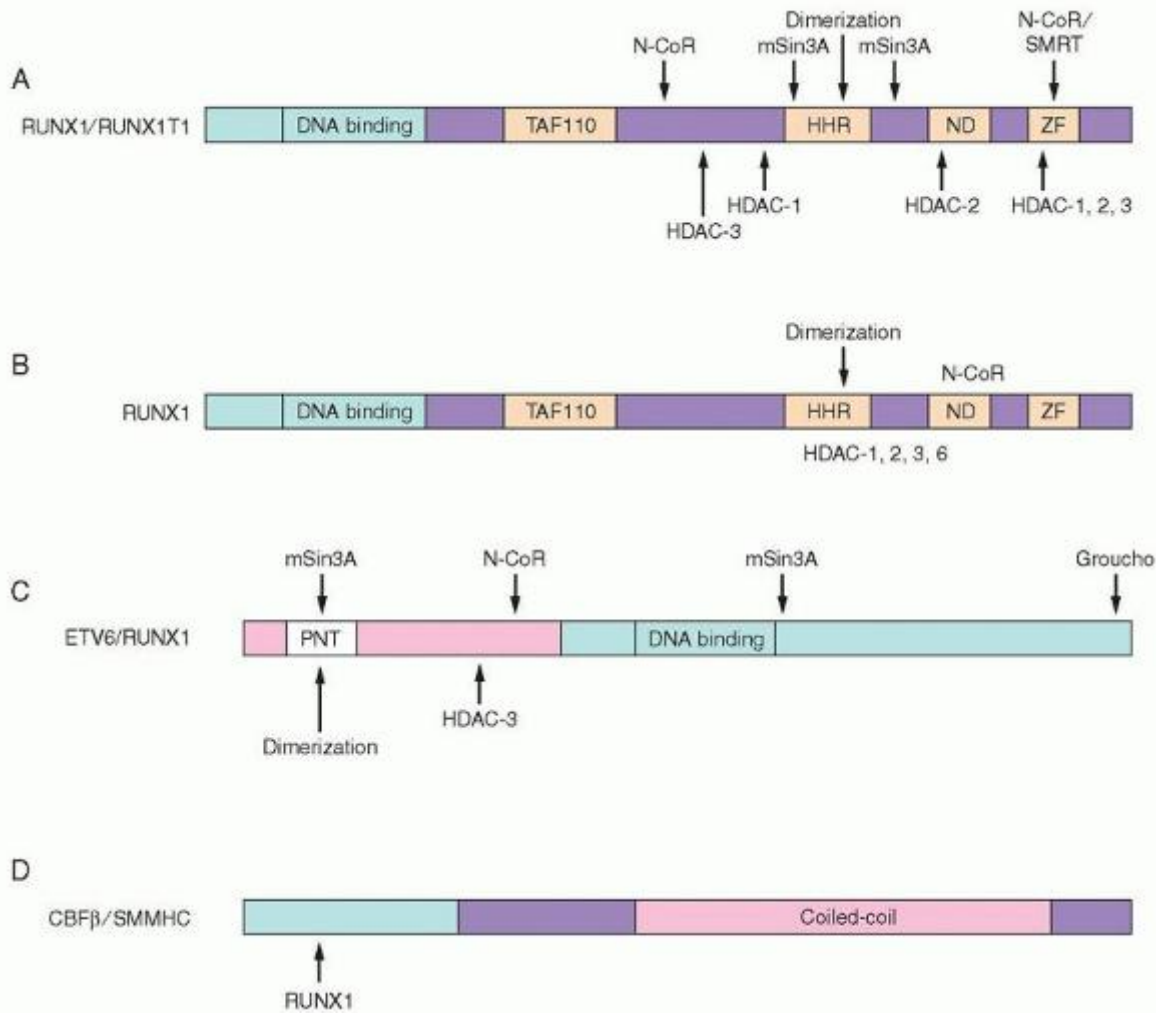 Dimerization
N-CoR/
N-CoR mSin3A mSin3A SMRT
A
RUNX1/RUNX1T1 DNA binding TAF110 HHR ND ZF
HDAC-1 HDAC-2 HDAC-1, 2, 3
HDAC-3
Dimerization
B
N-CoR
RUNX1 DNA binding TAF110 HHR ND ZF
HDAC-1, 2, 3, 6
mSin3A N-CoR mSin3A Groucho
C
ETV6/RUNX1 PNT DNA binding
HDAC-3
Dimerization
D
CBFβ/SMMHC Coiled-coil
RUNX1